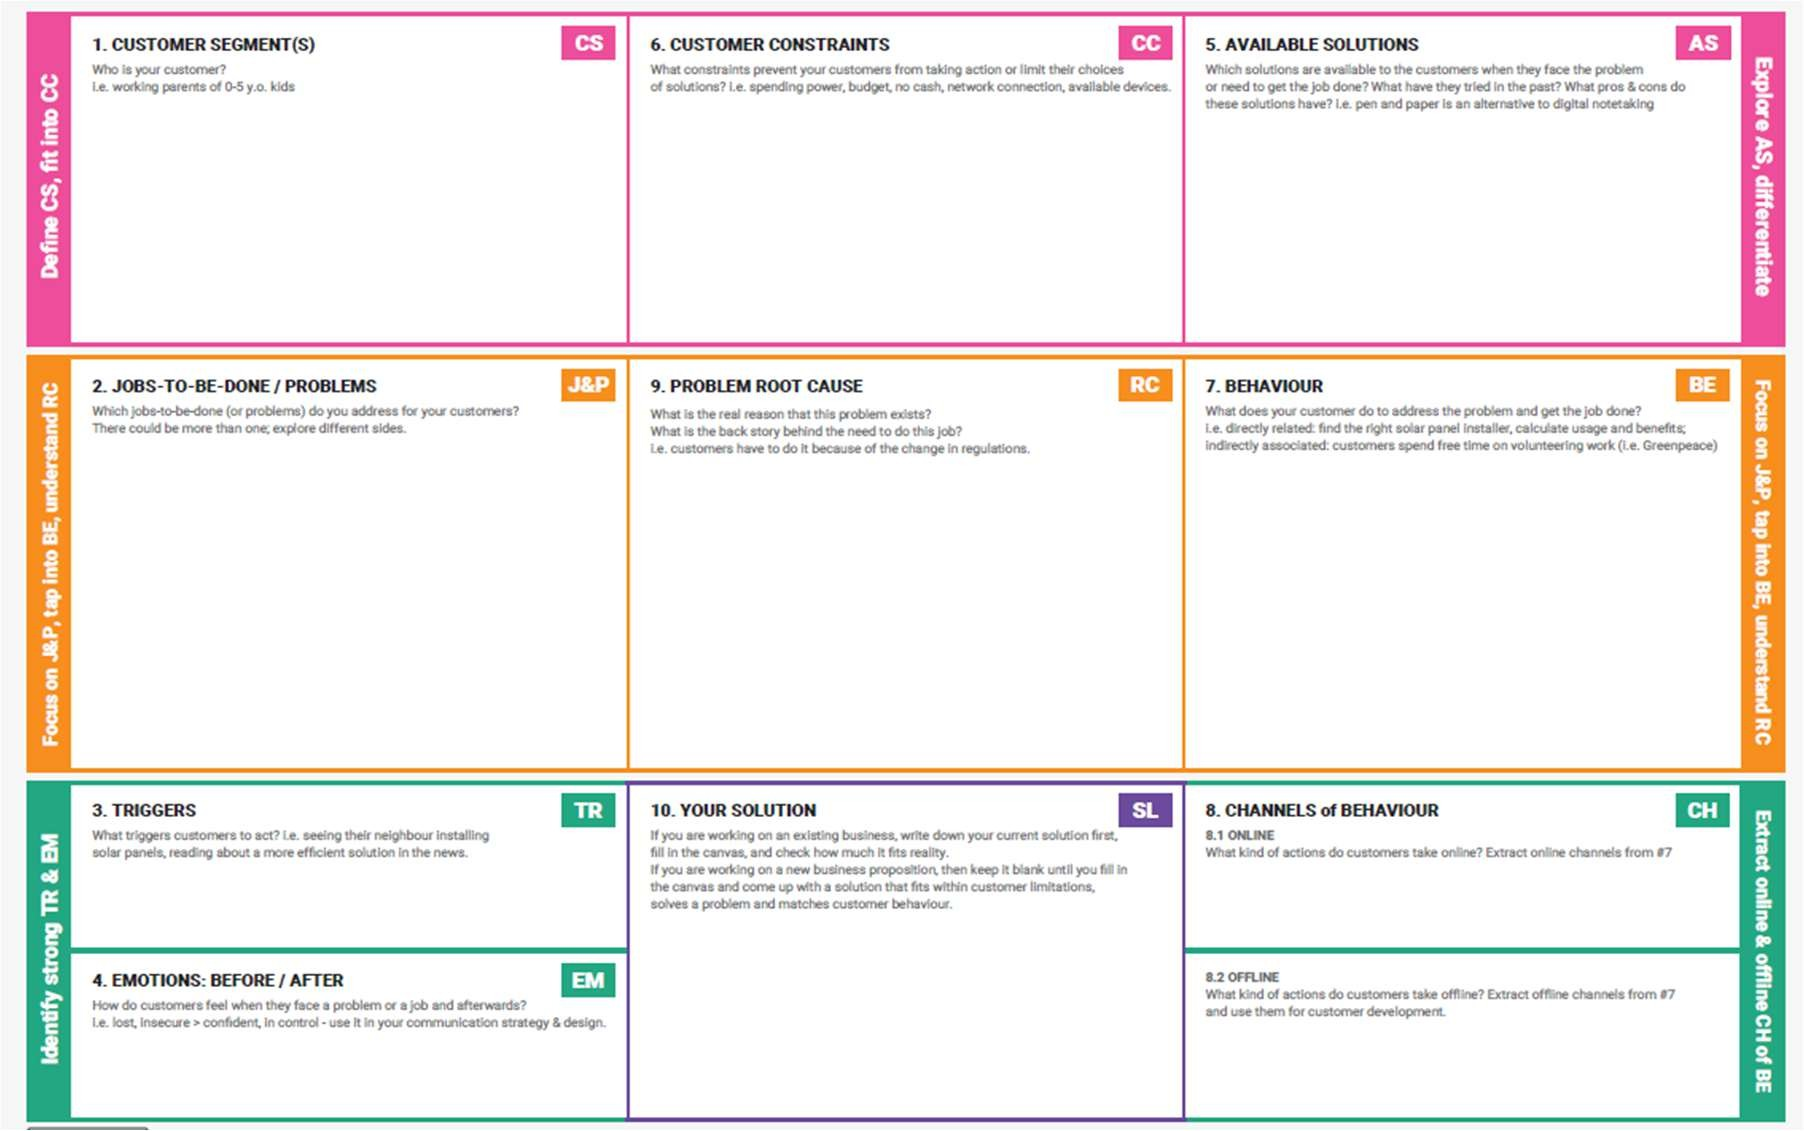 Define CS, fit into CC
1. CUSTOMER SEGMENT(S)
CS
Who is your customer?
i.e. working parents of 0-5 y.o. kids
6. CUSTOMER CONSTRAINTS
CC
What constraints prevent your customers from taking action or limit their choices
of solutions? i.e. spending power, budget, no cash, network connection, available devices.
5. AVAILABLE SOLUTIONS
AS
Which solutions are available to the customers when they face the problem
or need to get the job done? What have they tried in the past? What pros & cons do
these solutions have? i.e. pen and paper is an alternative to digital notetaking
Explore AS, differentiate
Focus on J&P, tap into BE, understand RC
2. JOBS-TO-BE-DONE / PROBLEMS
J&P
Which jobs-to-be-done (or problems) do you address for your customers?
There could be more than one; explore different sides.
9. PROBLEM ROOT CAUSE
RC
What is the real reason that this problem exists?
What is the back story behind the need to do this job?
i.e. customers have to do it because of the change in regulations.
7. BEHAVIOUR
BE
What does your customer do to address the problem and get the job done?
i.e. directly related: find the right solar panel installer, calculate usage and benefits;
indirectly associated: customers spend free time on volunteering work (i.e. Greenpeace)
Focus on J&P, tap into BE, understand RC
Identify strong TR & EM
3. TRIGGERS
TR
What triggers customers to act? i.e. seeing their neighbour installing
solar panels, reading about a more efficient solution in the news.
4. EMOTIONS: BEFORE / AFTER
EM
How do customers feel when they face a problem or a job and afterwards?
i.e. lost, insecure > confident, in control - use it in your communication strategy & design.
10. YOUR SOLUTION
SL
If you are working on an existing business, write down your current solution first,
fill in the canvas, and check how much it fits reality.
If you are working on a new business proposition, then keep it blank until you fill in
the canvas and come up with a solution that fits within customer limitations,
solves a problem and matches customer behaviour.
8. CHANNELS of BEHAVIOUR
CH
8.1 ONLINE
What kind of actions do customers take online? Extract online channels from #7
8.2 OFFLINE
What kind of actions do customers take offline? Extract offline channels from #7
and use them for customer development.
Extract online & offline CH of BE